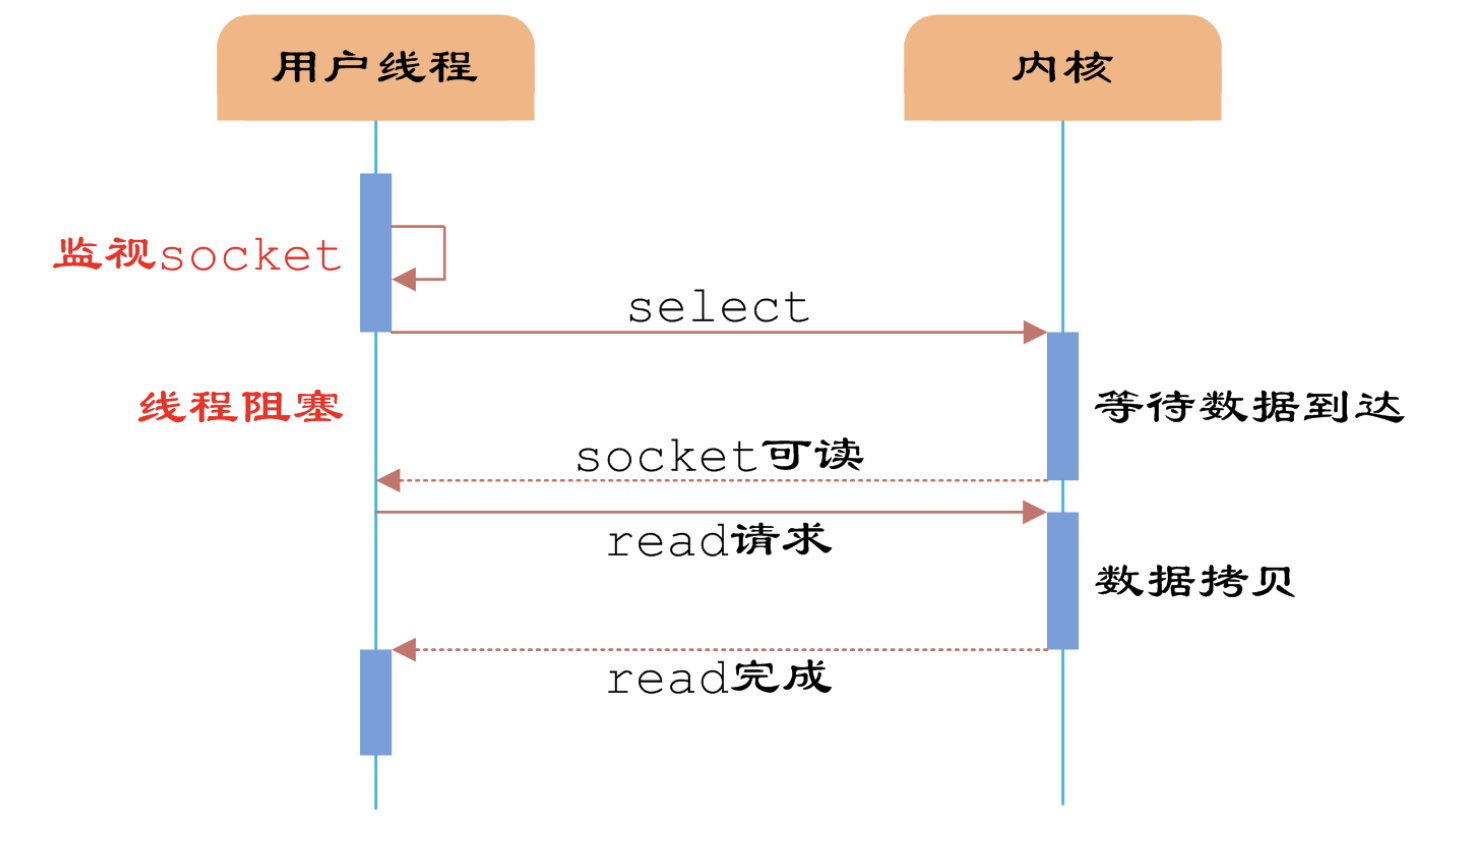 用户线程
内核
监视socket
select
线程阻塞
等待数据到达
socket可读
read请求
数据拷贝
read完成